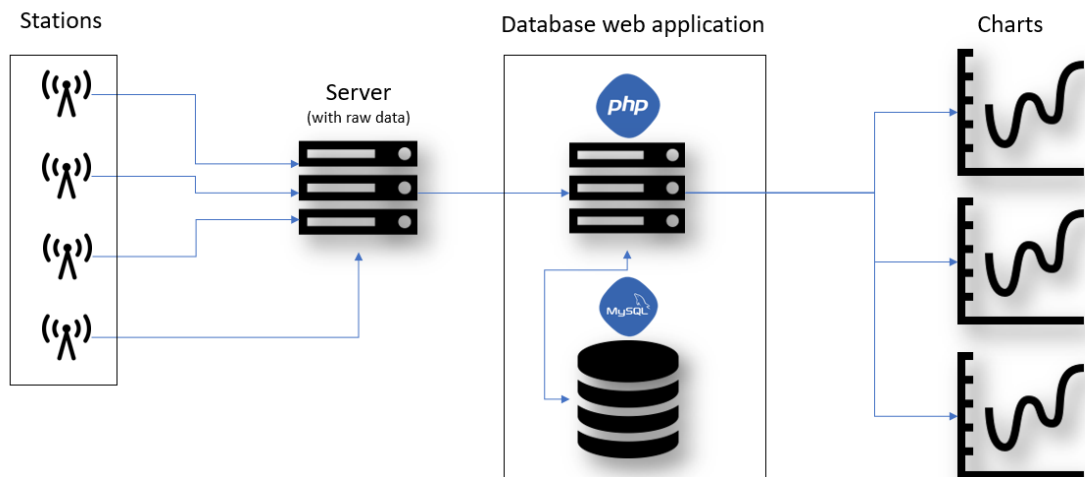 Stations
Server
(with raw data)
Database web application
php
MySQL
Charts